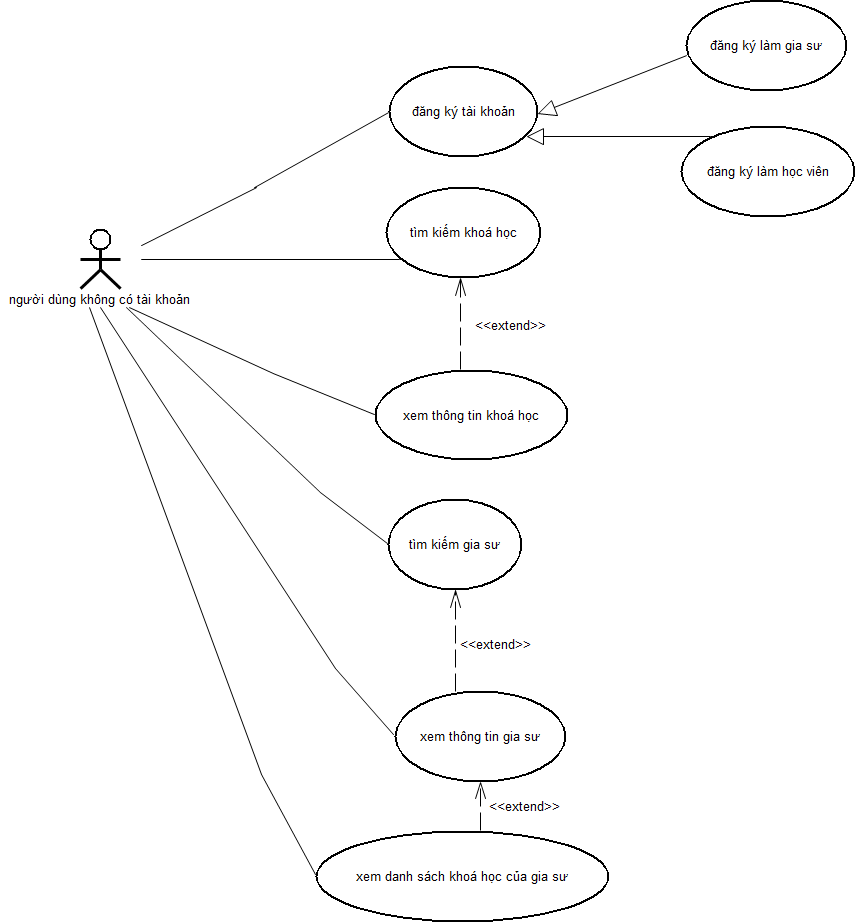 đăng ký làm gia sư
đăng ký tài khoản
đăng ký làm học viên
tìm kiếm khoá học
người dùng không có tài khoản
<<extend>>
xem thông tin khoá học
tìm kiếm gia sư
<<extend>>
xem thông tin gia sư
<<extend>>
xem danh sách khoá học của gia sư